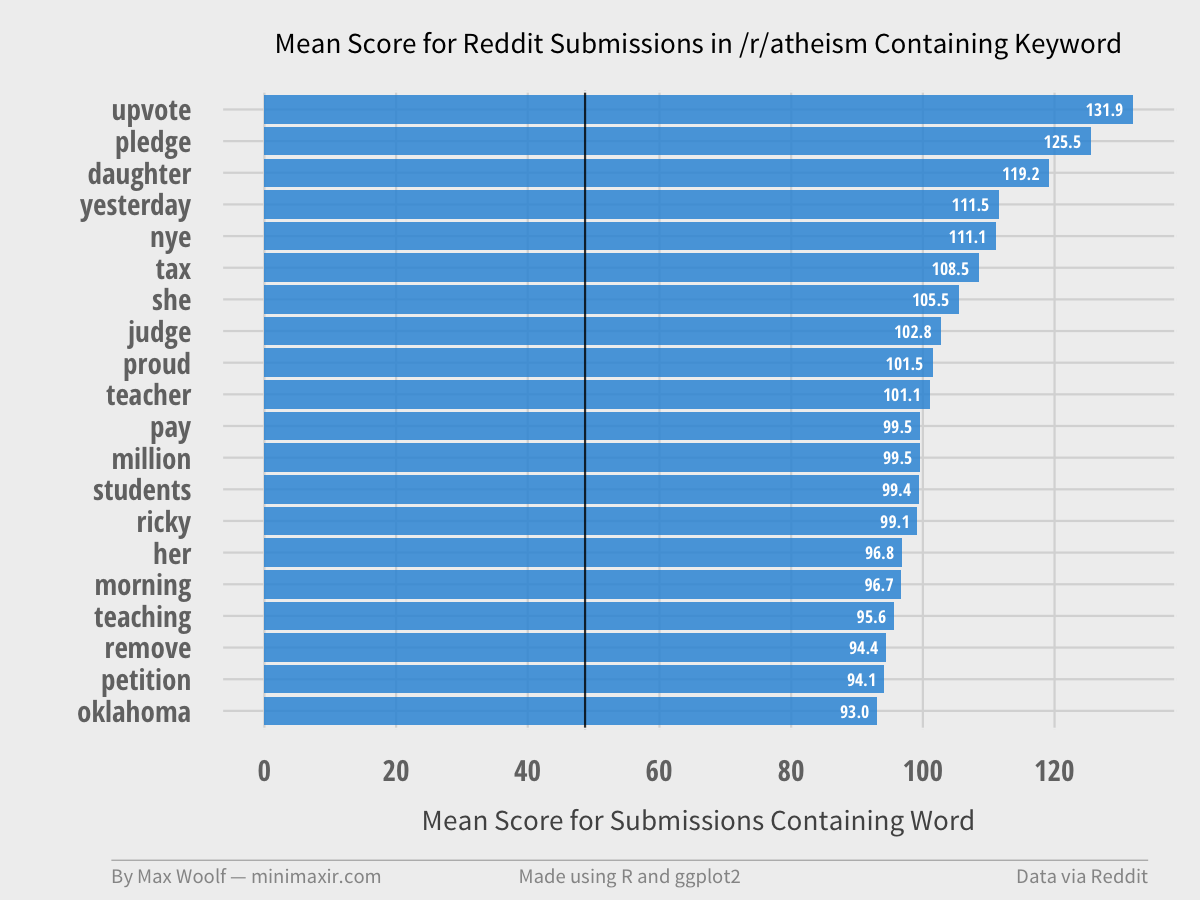 Mean Score for Reddit Submissions in /r/atheism Containing Keyword
upvote 131.9
pledge 125.5
daughter 119.2
yesterday 111.5
nye 111.1
tax 108.5
she 105.5
judge 102.8
proud 101.5
teacher 101.1
pay 99.5
million 99.5
students 99.4
ricky 99.1
her 96.8
morning 96.7
teaching 95.6
remove 94.4
petition 94.1
oklahoma 93.0
0 20 40 60 80 100 120
Mean Score for Submissions Containing Word
By Max Woolf — minimaxir.com Made using R and ggplot2 Data via Reddit